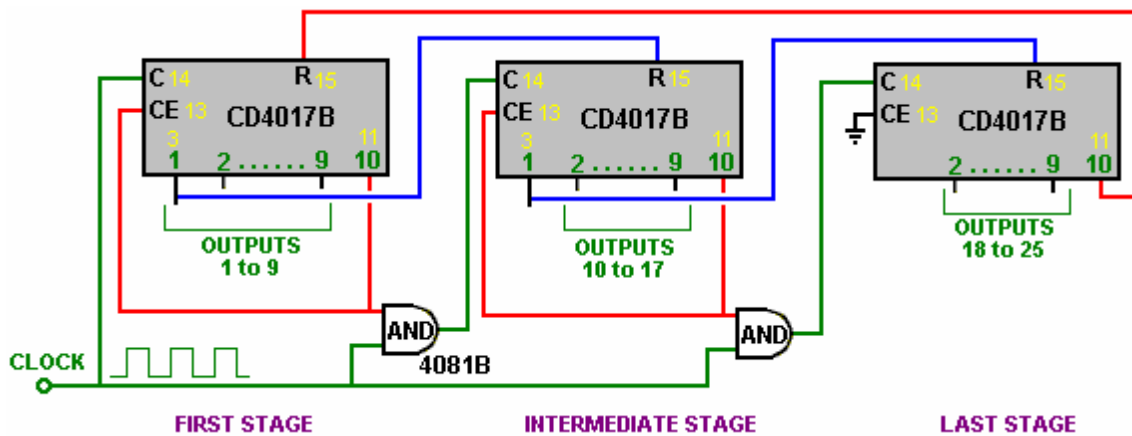 C 14
R 15
CE 13
CD4017B
3
11
1 2 ...... 9 10
OUTPUTS
1 to 9
C 14
R 15
CE 13
CD4017B
3
11
1 2 ...... 9 10
OUTPUTS
10 to 17
C 14
R 15
CE 13
CD4017B
11
2 ...... 9 10
OUTPUTS
18 to 25
AND
4081B
AND
CLOCK
FIRST STAGE
INTERMEDIATE STAGE
LAST STAGE